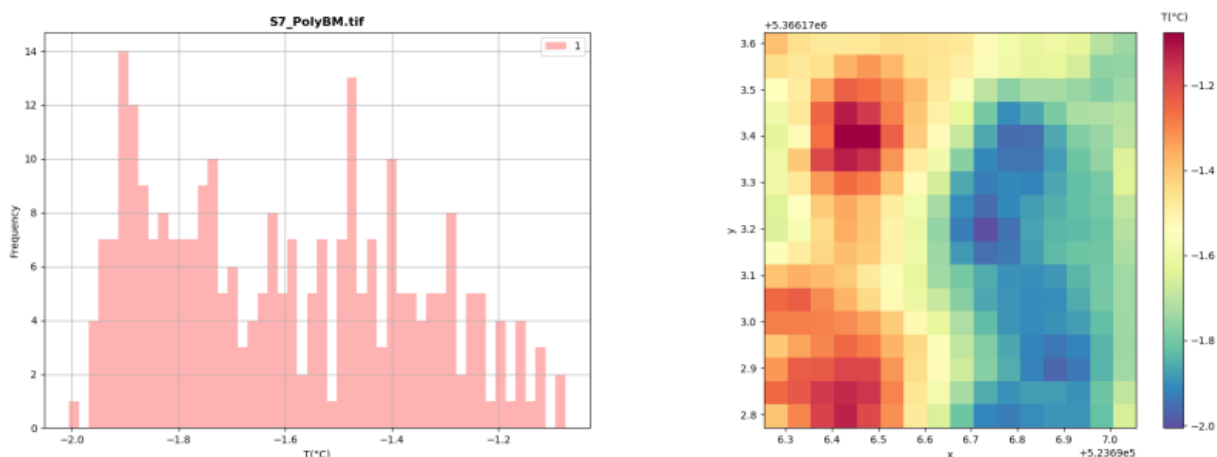 S7_PolyBM.tif
1
14
12
10
8
6
4
2
0
Frequency
−2.0 −1.8 −1.6 −1.4 −1.2
T(°C)
+5.36617e6
3.6
3.5
3.4
3.3
3.2
3.1
3.0
2.9
2.8
y
6.3 6.4 6.5 6.6 6.7 6.8 6.9 7.0
x
+5.2369e5
T(°C)
−1.2
−1.4
−1.6
−1.8
−2.0